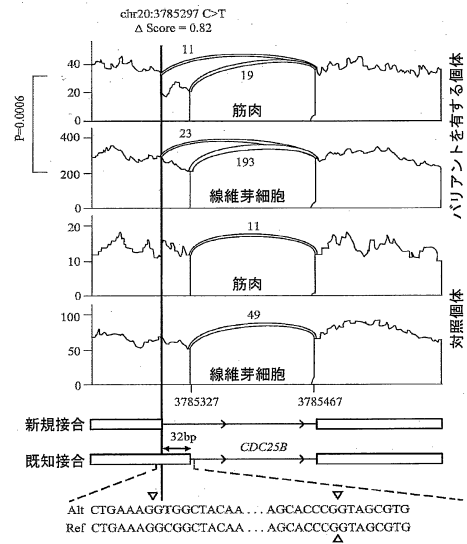 chr20:3785297 C>T
Δ Score = 0.82
P=0.0006
40
20
0
11
19
筋肉
400
200
0
23
193
線維芽細胞
バリアントを有する個体
20
10
0
11
筋肉
100
50
0
49
線維芽細胞
対照個体
3785327
3785467
新規接合
32bp
CDC25B
既知接合
Alt CTGAAAGGTGGCTACAA...AGCACCCGGTAGCGTG
Ref CTGAAAGGCGGCTACAA...AGCACCCGGTAGCGTG